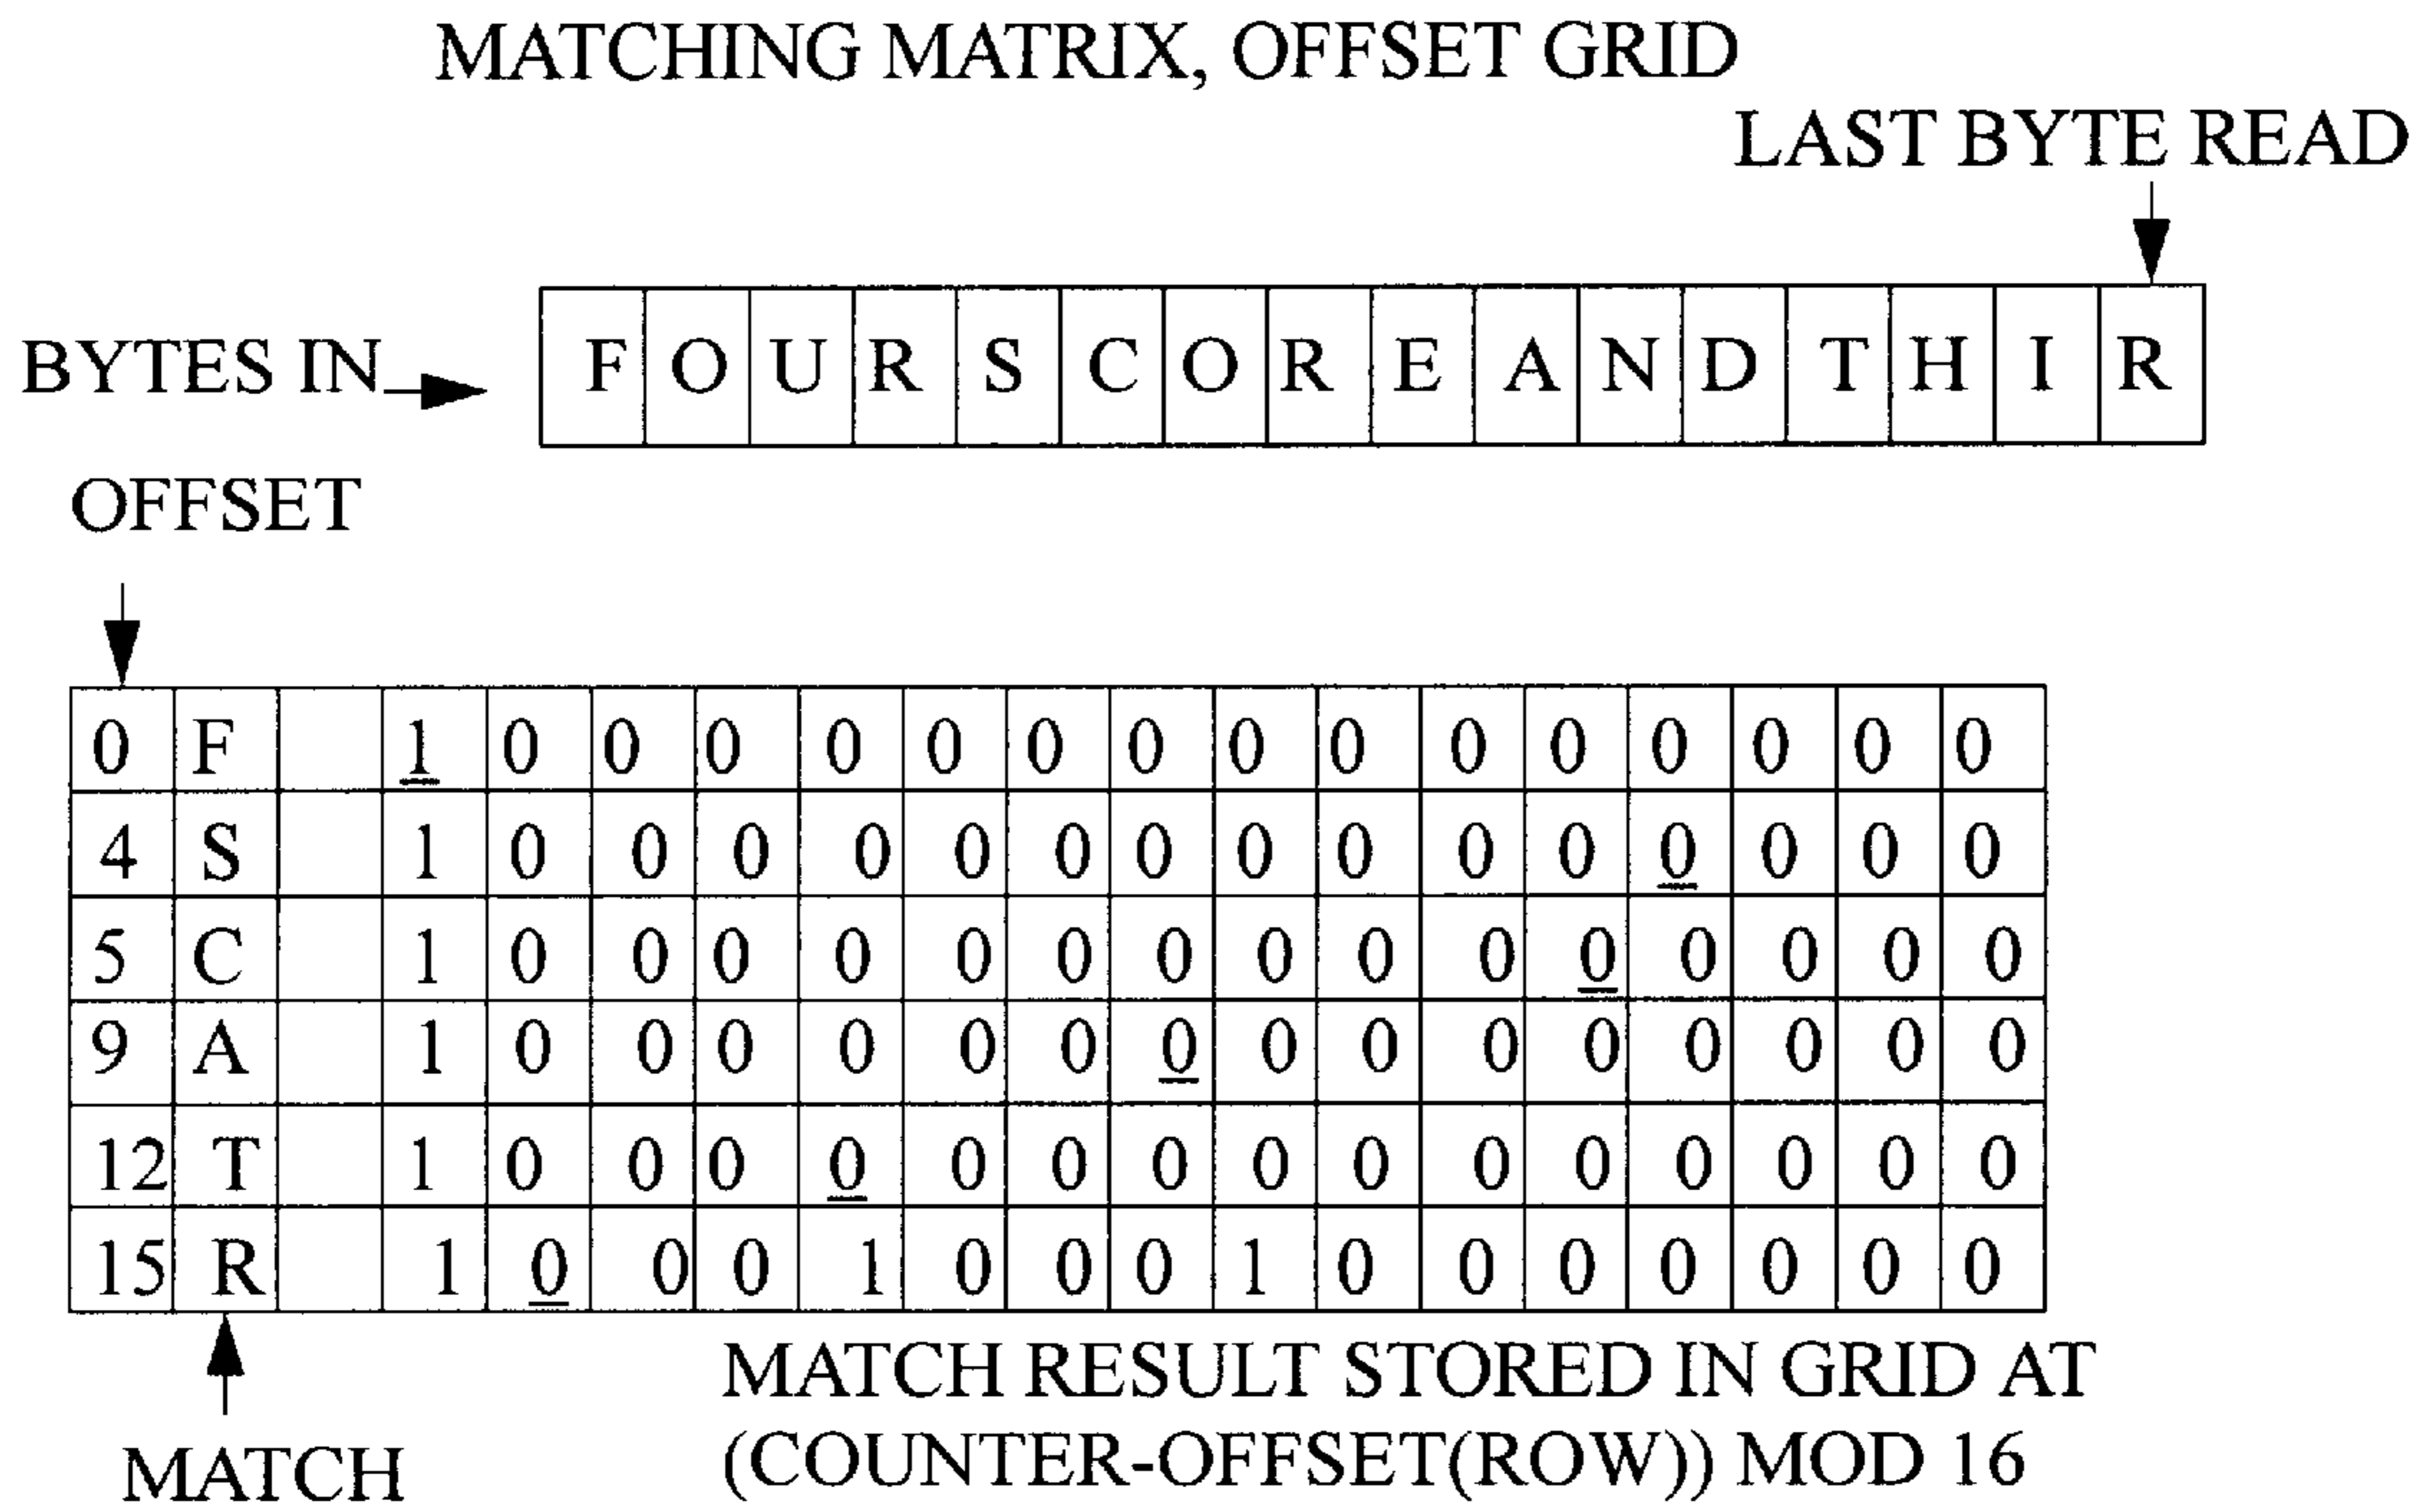 MATCHING MATRIX, OFFSET GRID
LAST BYTE READ
BYTES IN
F O U R S C O R E A N D T H I R
OFFSET
0 F 1 0 0 0 0 0 0 0 0 0 0 0 0 0 0 0
4 S 1 0 0 0 0 0 0 0 0 0 0 0 0 0 0 0
5 C 1 0 0 0 0 0 0 0 0 0 0 0 0 0 0 0
9 A 1 0 0 0 0 0 0 0 0 0 0 0 0 0 0 0
12 T 1 0 0 0 0 0 0 0 0 0 0 0 0 0 0 0
15 R 1 0 0 0 1 0 0 0 1 0 0 0 0 0 0 0
MATCH RESULT STORED IN GRID AT
(COUNTER-OFFSET(ROW)) MOD 16
MATCH